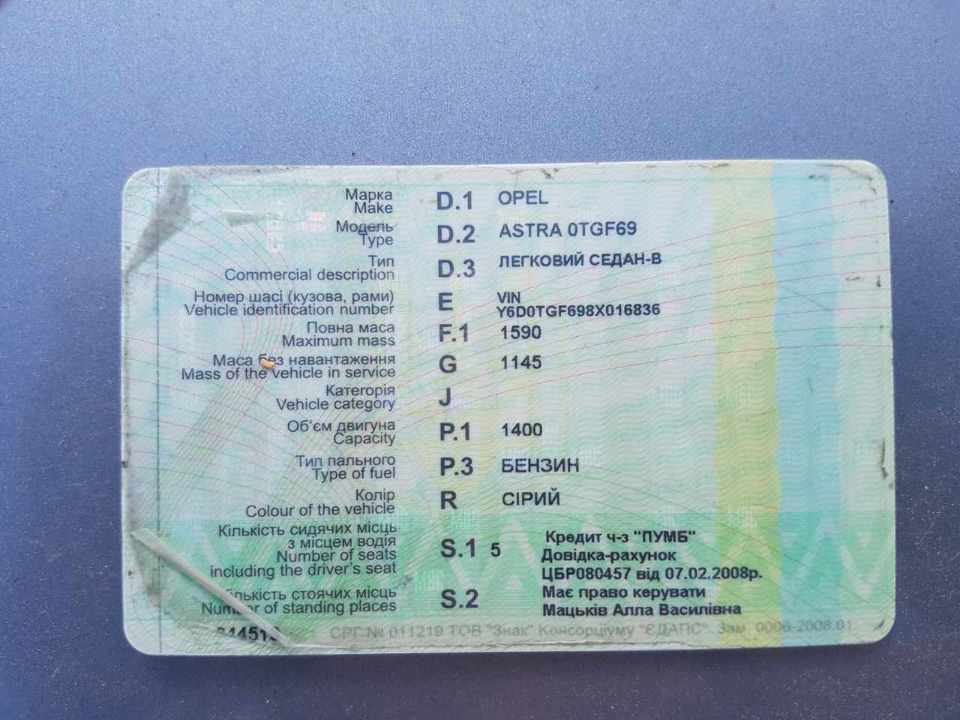 Марка
Make D.1 OPEL
Модель
Type D.2 ASTRA 0TGF69
Тип
Commercial description D.3 ЛЕГКОВИЙ СЕДАН-В
Номер шасі (кузова, рами)
Vehicle identification number E VIN
Y6D0TGF698X016836
Повна маса
Maximum mass F.1 1590
Маса без навантаження
Mass of the vehicle in service G 1145
Категорія
Vehicle category J
Об'єм двигуна
Capacity P.1 1400
Тип пального
Type of fuel P.3 БЕНЗИН
Колір
Colour of the vehicle R СІРИЙ
Кількість сидячих місць
з місцем водія
Number of seats
including the driver's seat S.1 5
Кредит ч-з "ПУМБ"
Довідка-рахунок
ЦБР080457 від 07.02.2008р.
Має право керувати
Мацьків Алла Василівна
Кількість стоячих місць
Number of standing places S.2
СРГ № 011219 ТОВ "Знак" Консорціуму "ЄДАПС". Зам. 0006-2008.01